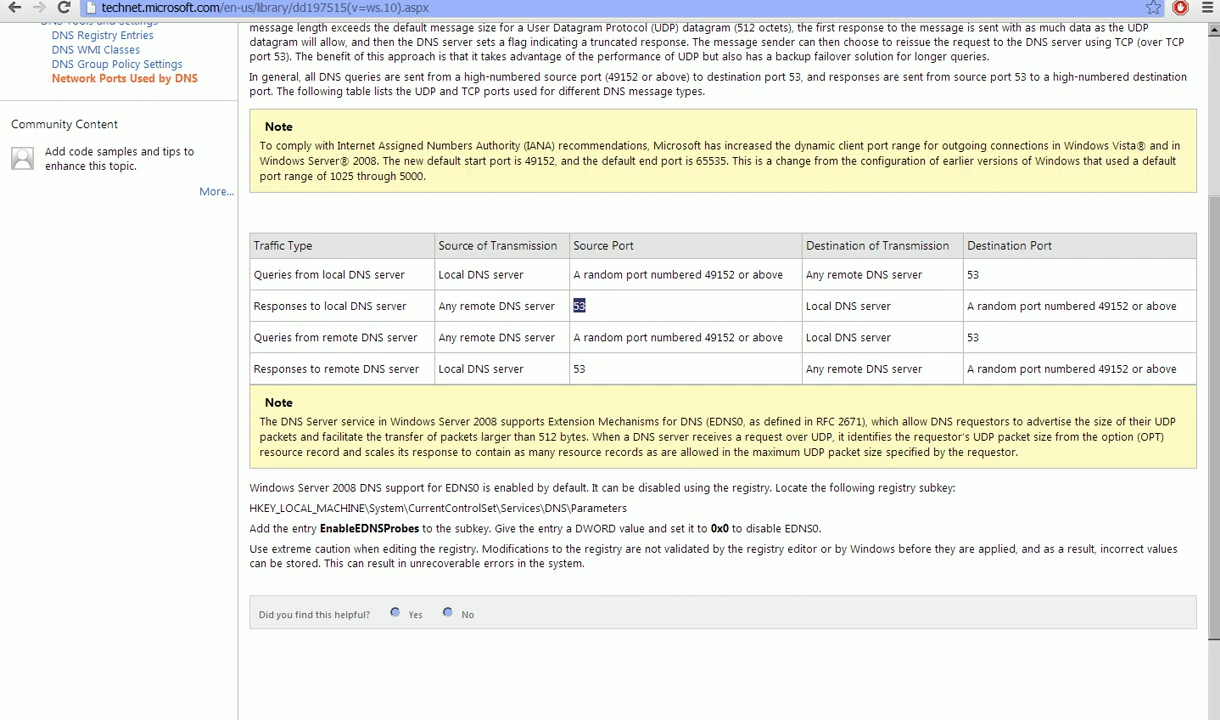 technet.microsoft.com/en-us/library/dd197515(v=ws.10).aspx
DNS Tools and Settings
DNS Registry Entries
DNS WMI Classes
DNS Group Policy Settings
Network Ports Used by DNS
Community Content
Add code samples and tips to
enhance this topic.
More...
message length exceeds the default message size for a User Datagram Protocol (UDP) datagram (512 octets), the first response to the message is sent with as much data as the UDP
datagram will allow, and then the DNS server sets a flag indicating a truncated response. The message sender can then choose to reissue the request to the DNS server using TCP (over TCP
port 53). The benefit of this approach is that it takes advantage of the performance of UDP but also has a backup failover solution for longer queries.
In general, all DNS queries are sent from a high-numbered source port (49152 or above) to destination port 53, and responses are sent from source port 53 to a high-numbered destination
port. The following table lists the UDP and TCP ports used for different DNS message types.
Note
To comply with Internet Assigned Numbers Authority (IANA) recommendations, Microsoft has increased the dynamic client port range for outgoing connections in Windows Vista® and in
Windows Server® 2008. The new default start port is 49152, and the default end port is 65535. This is a change from the configuration of earlier versions of Windows that used a default
port range of 1025 through 5000.
Traffic Type Source of Transmission Source Port Destination of Transmission Destination Port
Queries from local DNS server Local DNS server A random port numbered 49152 or above Any remote DNS server 53
Responses to local DNS server Any remote DNS server 53 Local DNS server A random port numbered 49152 or above
Queries from remote DNS server Any remote DNS server A random port numbered 49152 or above Local DNS server 53
Responses to remote DNS server Local DNS server 53 Any remote DNS server A random port numbered 49152 or above
Note
The DNS Server service in Windows Server 2008 supports Extension Mechanisms for DNS (EDNS0, as defined in RFC 2671), which allow DNS requestors to advertise the size of their UDP
packets and facilitate the transfer of packets larger than 512 bytes. When a DNS server receives a request over UDP, it identifies the requestor's UDP packet size from the option (OPT)
resource record and scales its response to contain as many resource records as are allowed in the maximum UDP packet size specified by the requestor.
Windows Server 2008 DNS support for EDNS0 is enabled by default. It can be disabled using the registry. Locate the following registry subkey:
HKEY_LOCAL_MACHINE\System\CurrentControlSet\Services\DNS\Parameters
Add the entry EnableEDNSProbes to the subkey. Give the entry a DWORD value and set it to 0x0 to disable EDNS0.
Use extreme caution when editing the registry. Modifications to the registry are not validated by the registry editor or by Windows before they are applied, and as a result, incorrect values
can be stored. This can result in unrecoverable errors in the system.
Did you find this helpful? Yes No